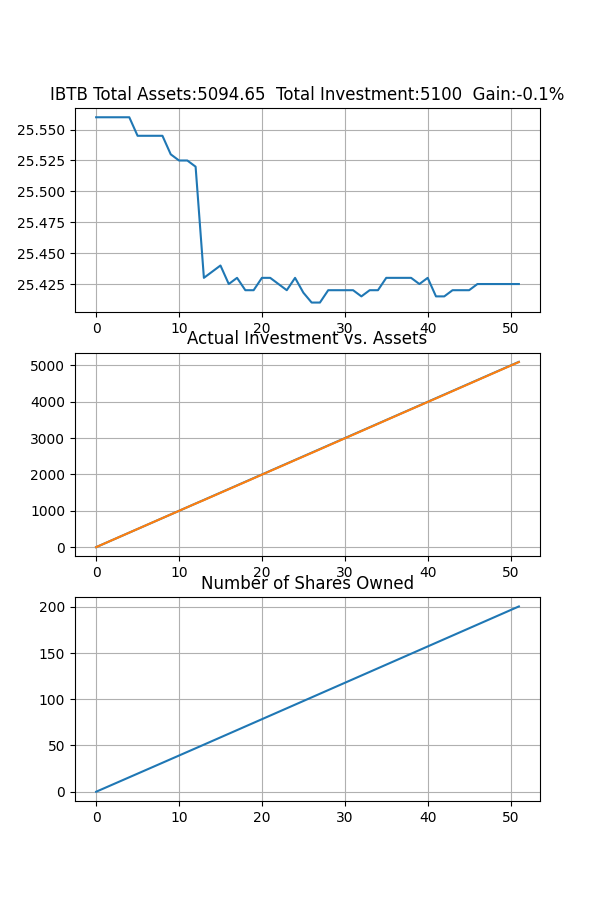 IBTB Total Assets:5094.65  Total Investment:5100  Gain:-0.1%
25.550
25.525
25.500
25.475
25.450
25.425
0 10 20 30 40 50
Actual Investment vs. Assets
5000
4000
3000
2000
1000
0
0 10 20 30 40 50
Number of Shares Owned
200
150
100
50
0
0 10 20 30 40 50